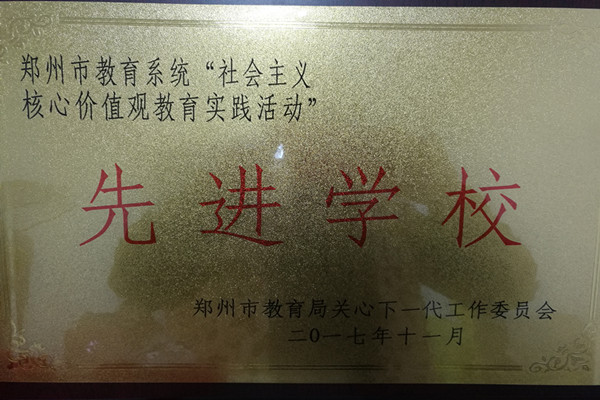 郑州市教育系统“社会主义
核心价值观教育实践活动”
先进学校
郑州市教育局关心下一代工作委员会
二0一七年十一月